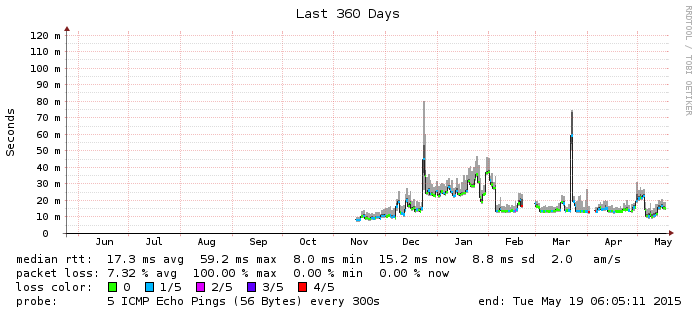 Last 360 Days
RRDTOOL / TOBI OETIKER
Seconds
120 m
110 m
100 m
90 m
80 m
70 m
60 m
50 m
40 m
30 m
20 m
10 m
0
Jun Jul Aug Sep Oct Nov Dec Jan Feb Mar Apr May
median rtt: 17.3 ms avg 59.2 ms max 8.0 ms min 15.2 ms now 8.8 ms sd 2.0 am/s
packet loss: 7.32 % avg 100.00 % max 0.00 % min 0.00 % now
loss color: 0 1/5 2/5 3/5 4/5
probe: 5 ICMP Echo Pings (56 Bytes) every 300s end: Tue May 19 06:05:11 2015